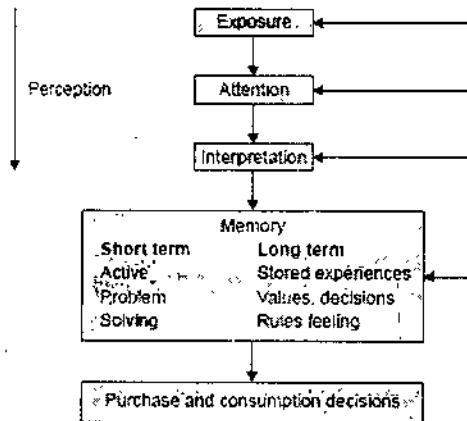 Exposure
Perception
Attention
Interpretation
Memory
Short term Long term
Active Stored experiences
Problem Values, decisions
Solving Rutes feeling
Purchase and consumption decisions